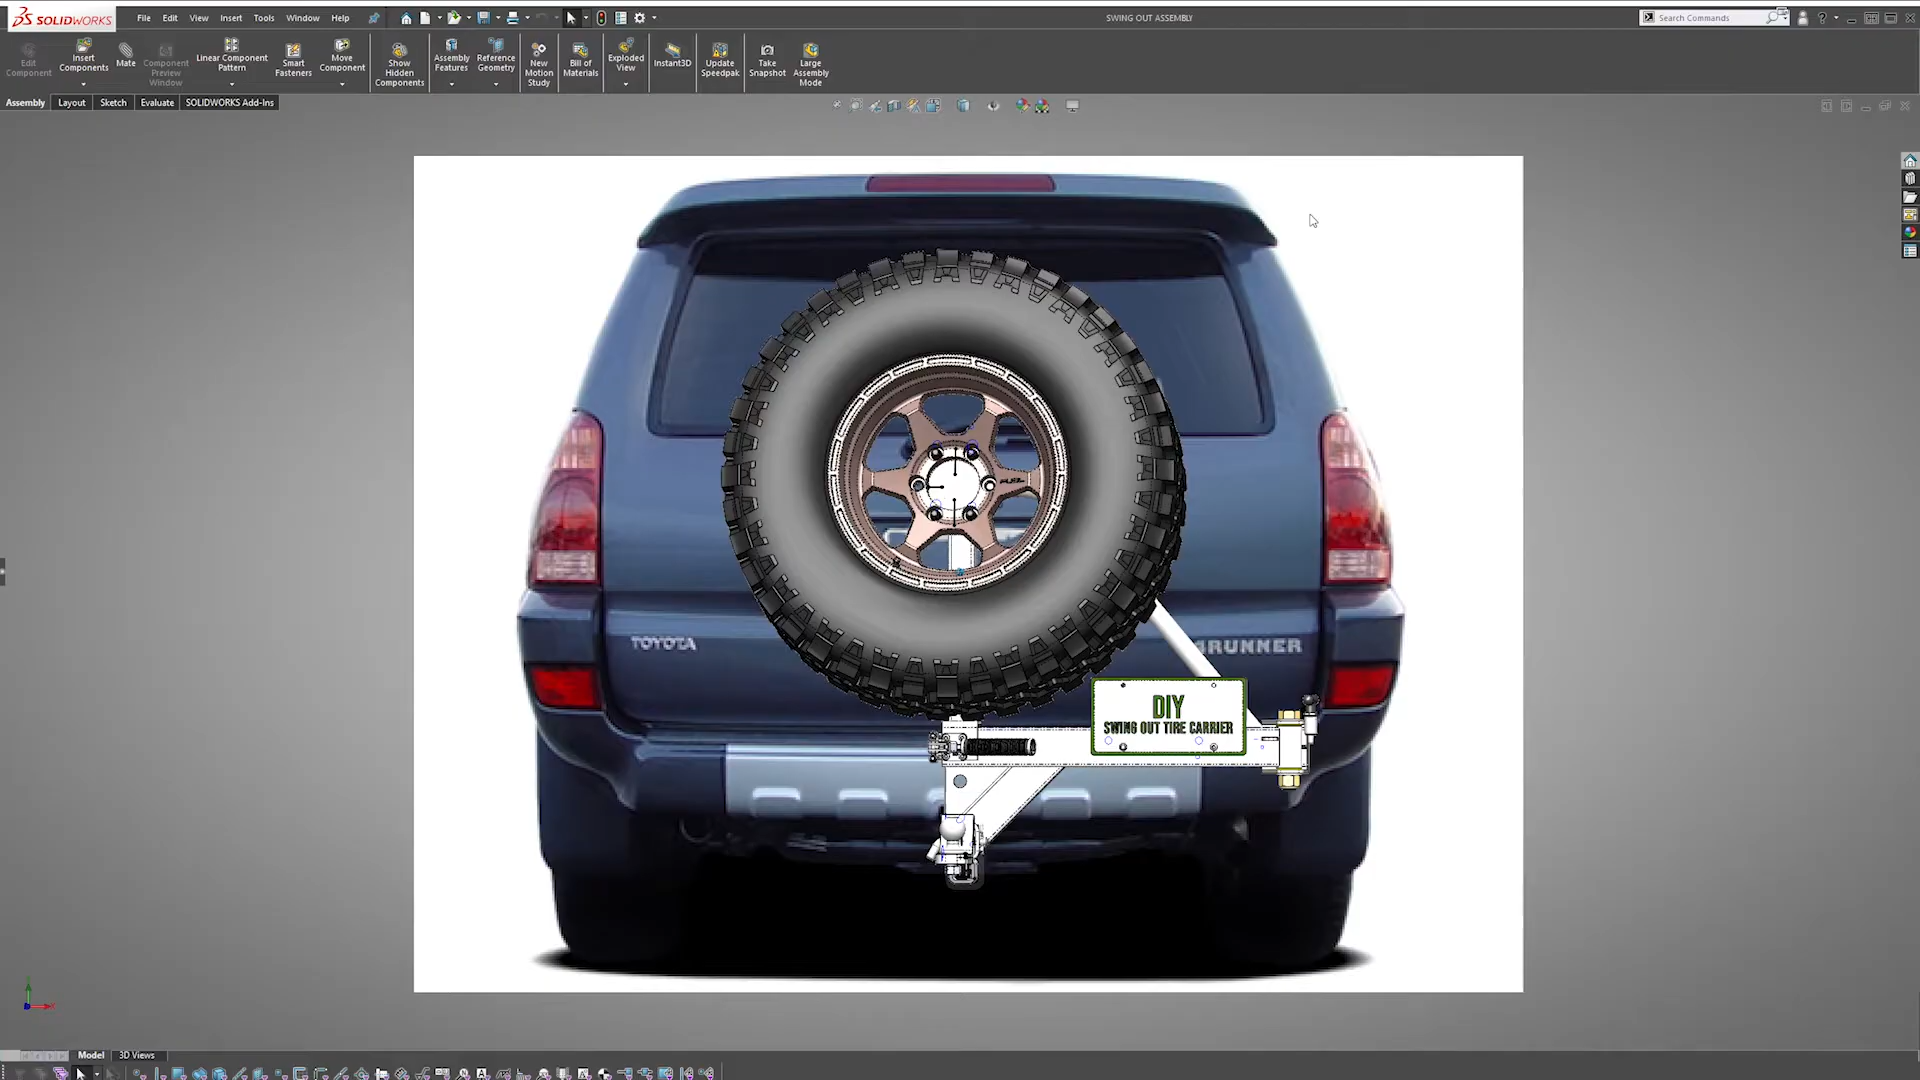 SOLIDWORKS
File Edit View Insert Tools Window Help
SWING OUT ASSEMBLY
Search Commands
Edit Component
Insert Components
Mate
Component Preview Window
Linear Component Pattern
Smart Fasteners
Move Component
Show Hidden Components
Assembly Features
Reference Geometry
New Motion Study
Bill of Materials
Exploded View
Instant3D
Update Speedpak
Take Snapshot
Large Assembly Mode
Assembly Layout Sketch Evaluate SOLIDWORKS Add-Ins
TOYOTA
4RUNNER
DIY
SWING OUT TIRE CARRIER
Model 3D Views